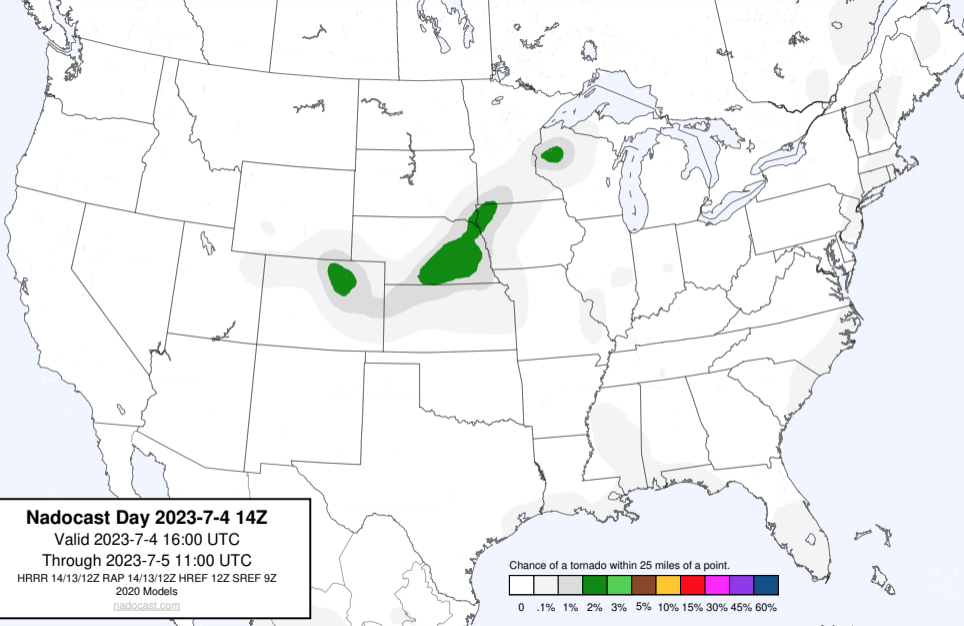 Nadocast Day 2023-7-4 14Z
Valid 2023-7-4 16:00 UTC
Through 2023-7-5 11:00 UTC
HRRR 14/13/12Z RAP 14/13/12Z HREF 12Z SREF 9Z
2020 Models
nadocast.com
Chance of a tornado within 25 miles of a point.
0 .1% 1% 2% 3% 5% 10% 15% 30% 45% 60%